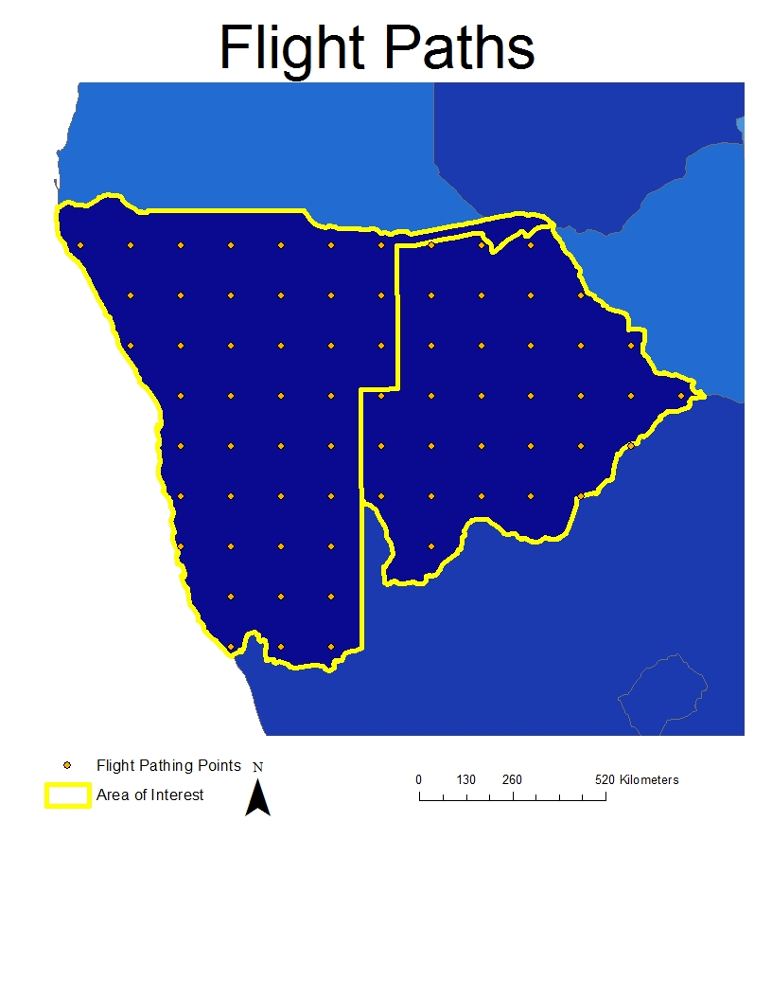 Flight Paths
Flight Pathing Points
N
Area of Interest
0 130 260 520 Kilometers